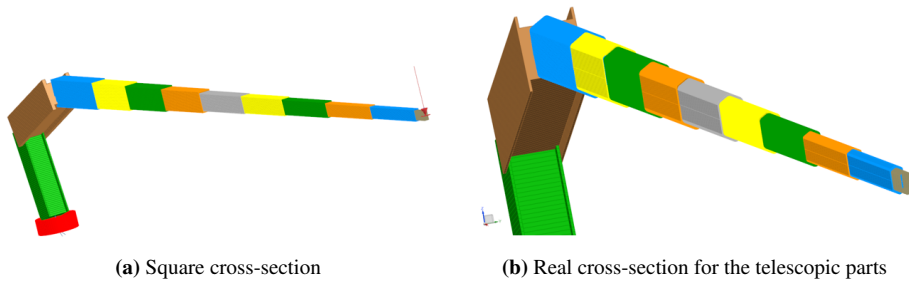 (a) Square cross-section
(b) Real cross-section for the telescopic parts